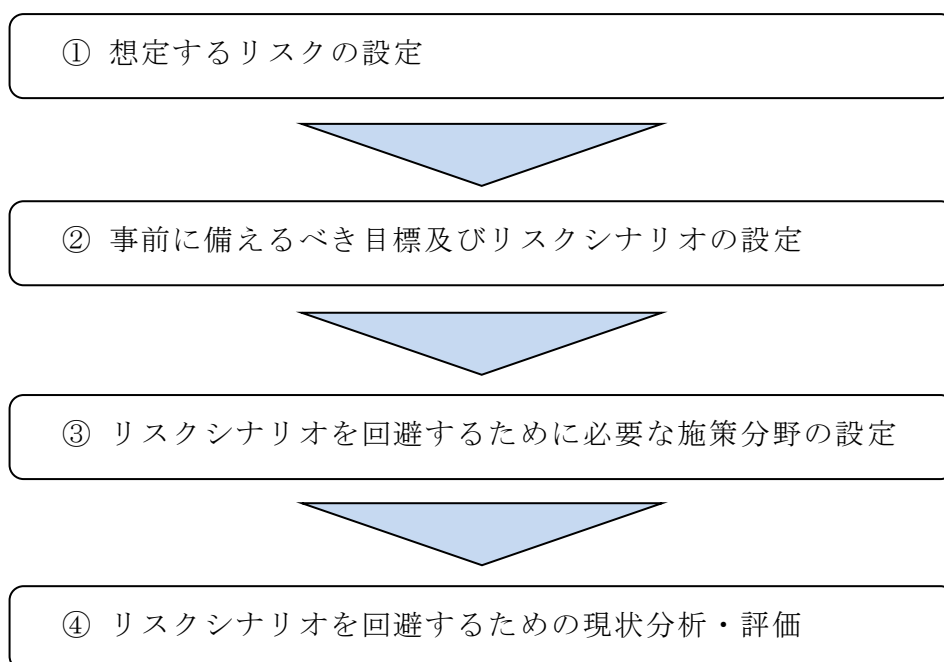 ① 想定するリスクの設定
② 事前に備えるべき目標及びリスクシナリオの設定
③ リスクシナリオを回避するために必要な施策分野の設定
④ リスクシナリオを回避するための現状分析・評価